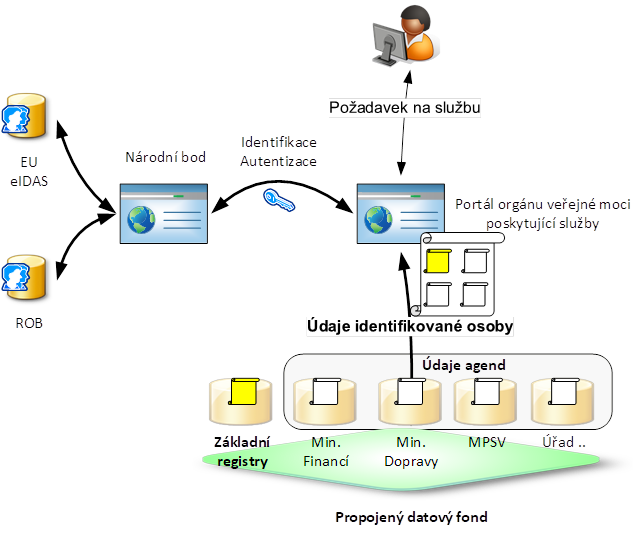 Požadavek na službu
Identifikace
Autentizace
Národní bod
EU
eIDAS
Portál orgánu veřejné moci
poskytující služby
ROB
Údaje identifikované osoby
Údaje agend
Základní
registry
Min.
Financí
Min.
Dopravy
MPSV
Úřad ..
Propojený datový fond